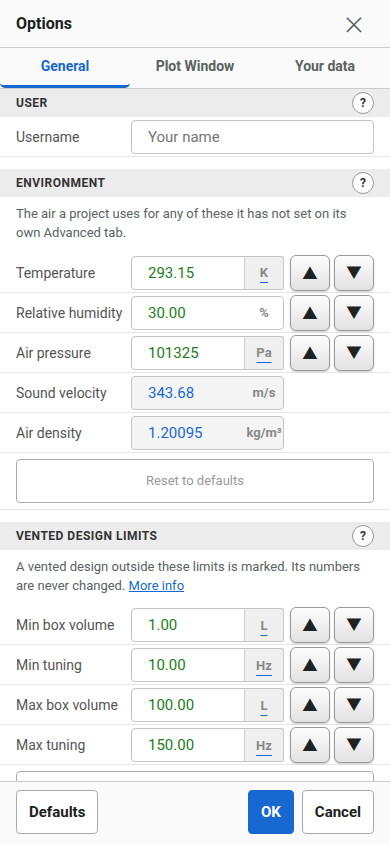 Options
General Plot Window Your data
USER ?
Username Your name
ENVIRONMENT ?
The air a project uses for any of these it has not set on its
own Advanced tab.
Temperature 293.15 K
Relative humidity 30.00 %
Air pressure 101325 Pa
Sound velocity 343.68 m/s
Air density 1.20095 kg/m³
Reset to defaults
VENTED DESIGN LIMITS ?
A vented design outside these limits is marked. Its numbers
are never changed. More info
Min box volume 1.00 L
Min tuning 10.00 Hz
Max box volume 100.00 L
Max tuning 150.00 Hz
Defaults OK Cancel